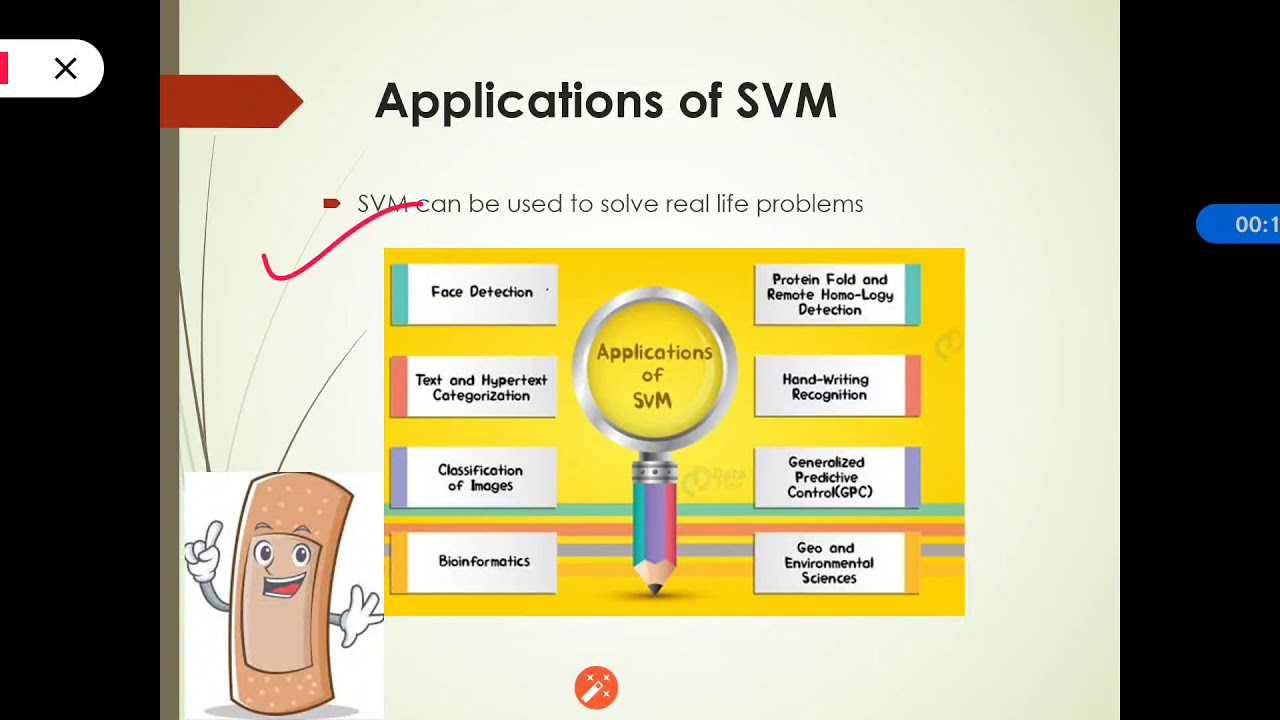 Applications of SVM
SVM can be used to solve real life problems
Face Detection
Text and Hypertext
Categorization
Classification
of Images
Bioinformatics
Applications
of
SVM
Protein Fold and
Remote Homo-Logy
Detection
Hand-Writing
Recognition
Generalized
Predictive
Control(GPC)
Geo and
Environmental
Sciences
Data
00:1